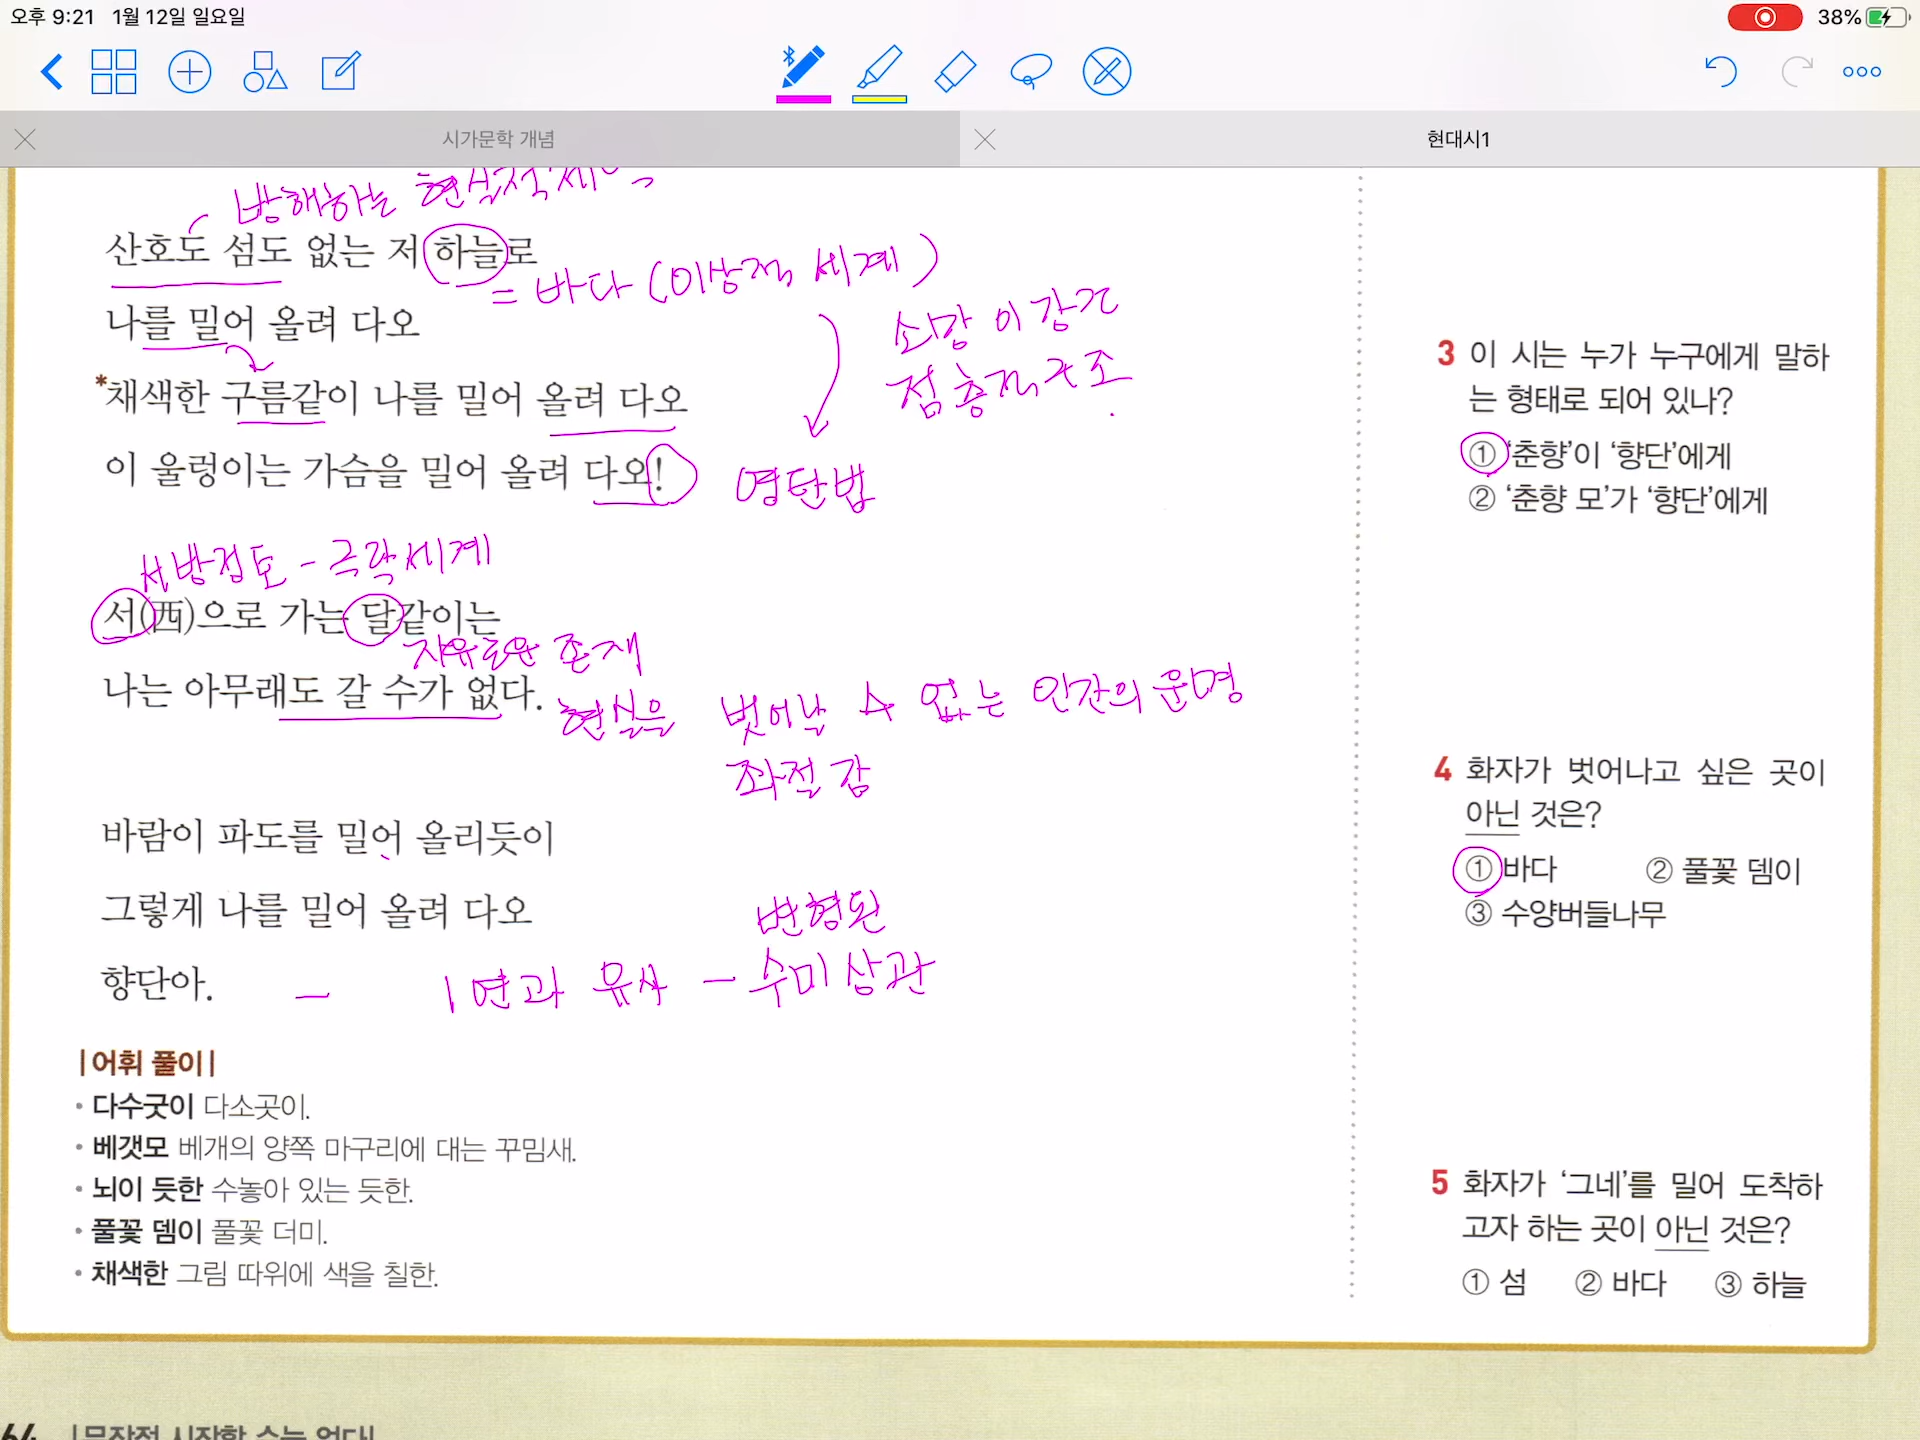 오후 9:21 1월 12일 일요일
38%
시가문학 개념
현대시1
방해하는 현실적
산호도 섬도 없는 저 하늘로
= 바다 (이상적 세계)
나를 밀어 올려 다오
소망이 강조
점층적 구조
*채색한 구름같이 나를 밀어 올려 다오
이 울렁이는 가슴을 밀어 올려 다오!
영탄법
서방정토 - 극락세계
서(西)으로 가는 달같이는
자유로운 존재
나는 아무래도 갈 수가 없다.
현실을 벗어날 수 없는 인간의 운명
좌절감
바람이 파도를 밀어 올리듯이
그렇게 나를 밀어 올려 다오
변형된
향단아.
- 1연과 유사 - 수미상관
|어휘 풀이|
• 다수굿이 다소곳이.
• 베갯모 베개의 양쪽 마구리에 대는 꾸밈새.
• 뇌이 듯한 수놓아 있는 듯한.
• 풀꽃 뎀이 풀꽃 더미.
• 채색한 그림 따위에 색을 칠한.
3 이 시는 누가 누구에게 말하
는 형태로 되어 있나?
① '춘향'이 '향단'에게
② '춘향 모'가 '향단'에게
4 화자가 벗어나고 싶은 곳이
아닌 것은?
① 바다 ② 풀꽃 뎀이
③ 수양버들나무
5 화자가 '그네'를 밀어 도착하
고자 하는 곳이 아닌 것은?
① 섬 ② 바다 ③ 하늘
64